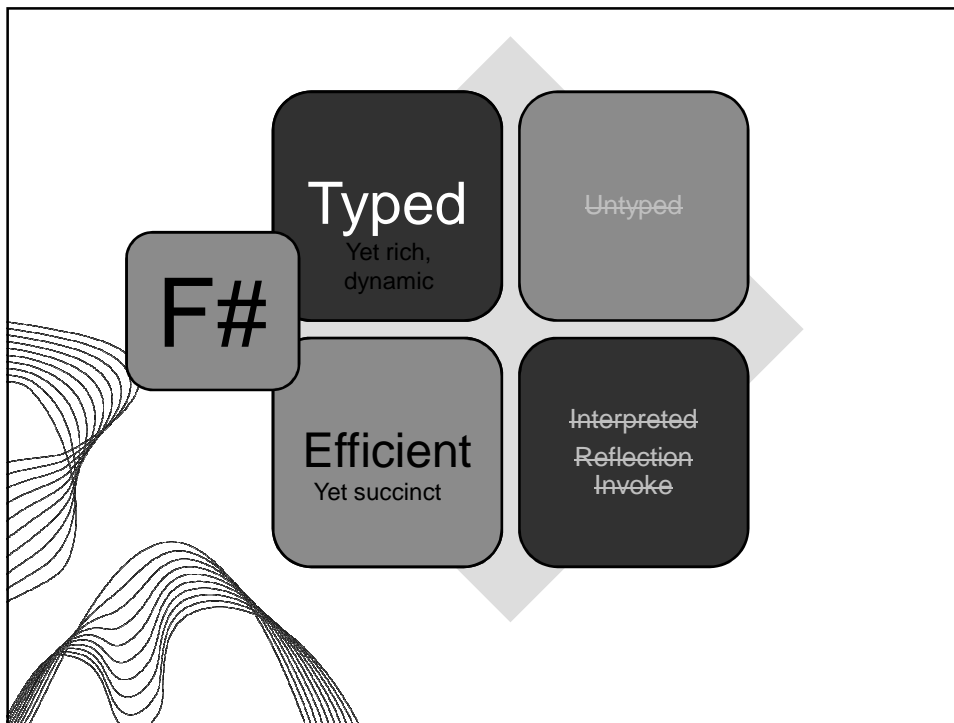 F#
Typed
Yet rich,
dynamic
Untyped
Efficient
Yet succinct
Interpreted
Reflection
Invoke